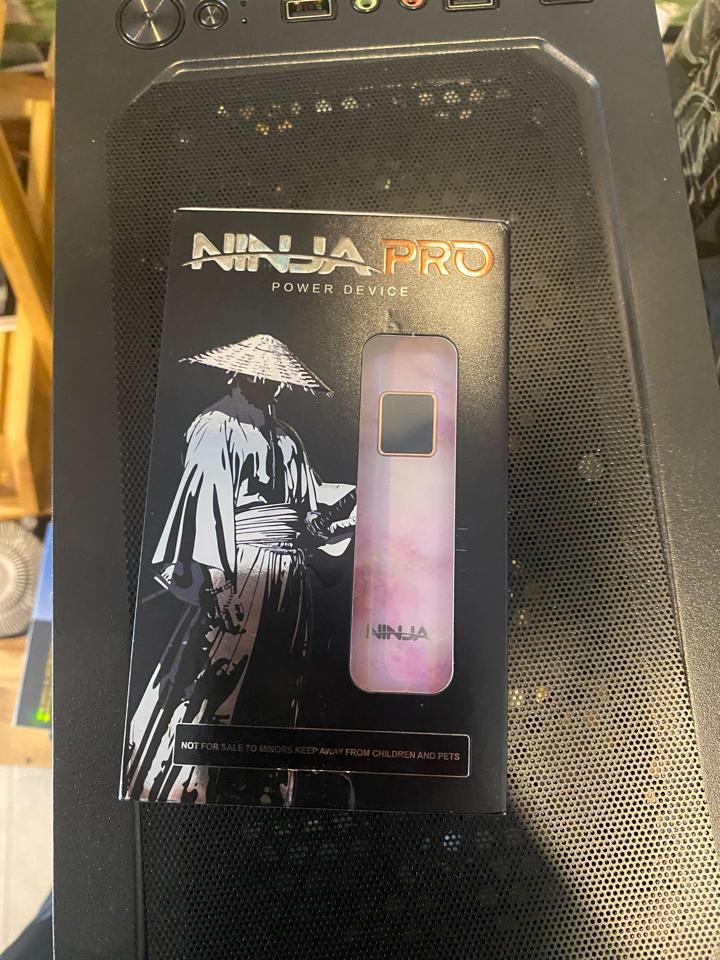 NINJA PRO
POWER DEVICE
NINJA
NOT FOR SALE TO MINORS KEEP AWAY FROM CHILDREN AND PETS